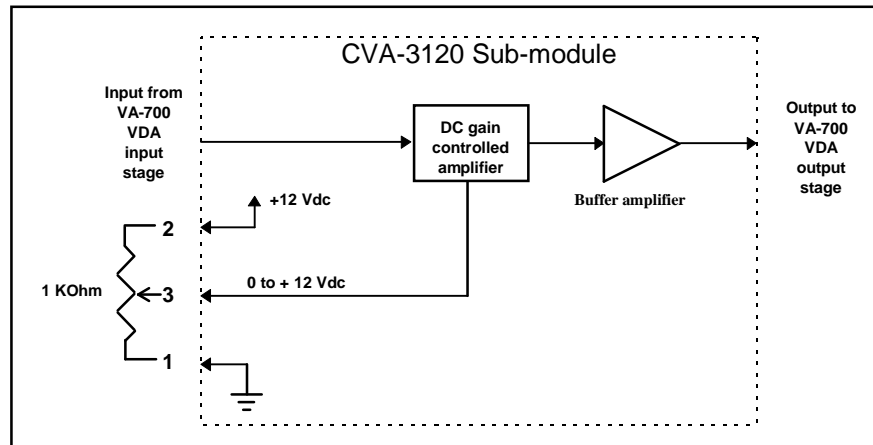 CVA-3120 Sub-module
Input from
VA-700
VDA
input
stage
DC gain
controlled
amplifier
Buffer amplifier
Output to
VA-700
VDA
output
stage
+12 Vdc
2
1 KOhm
3
0 to + 12 Vdc
1